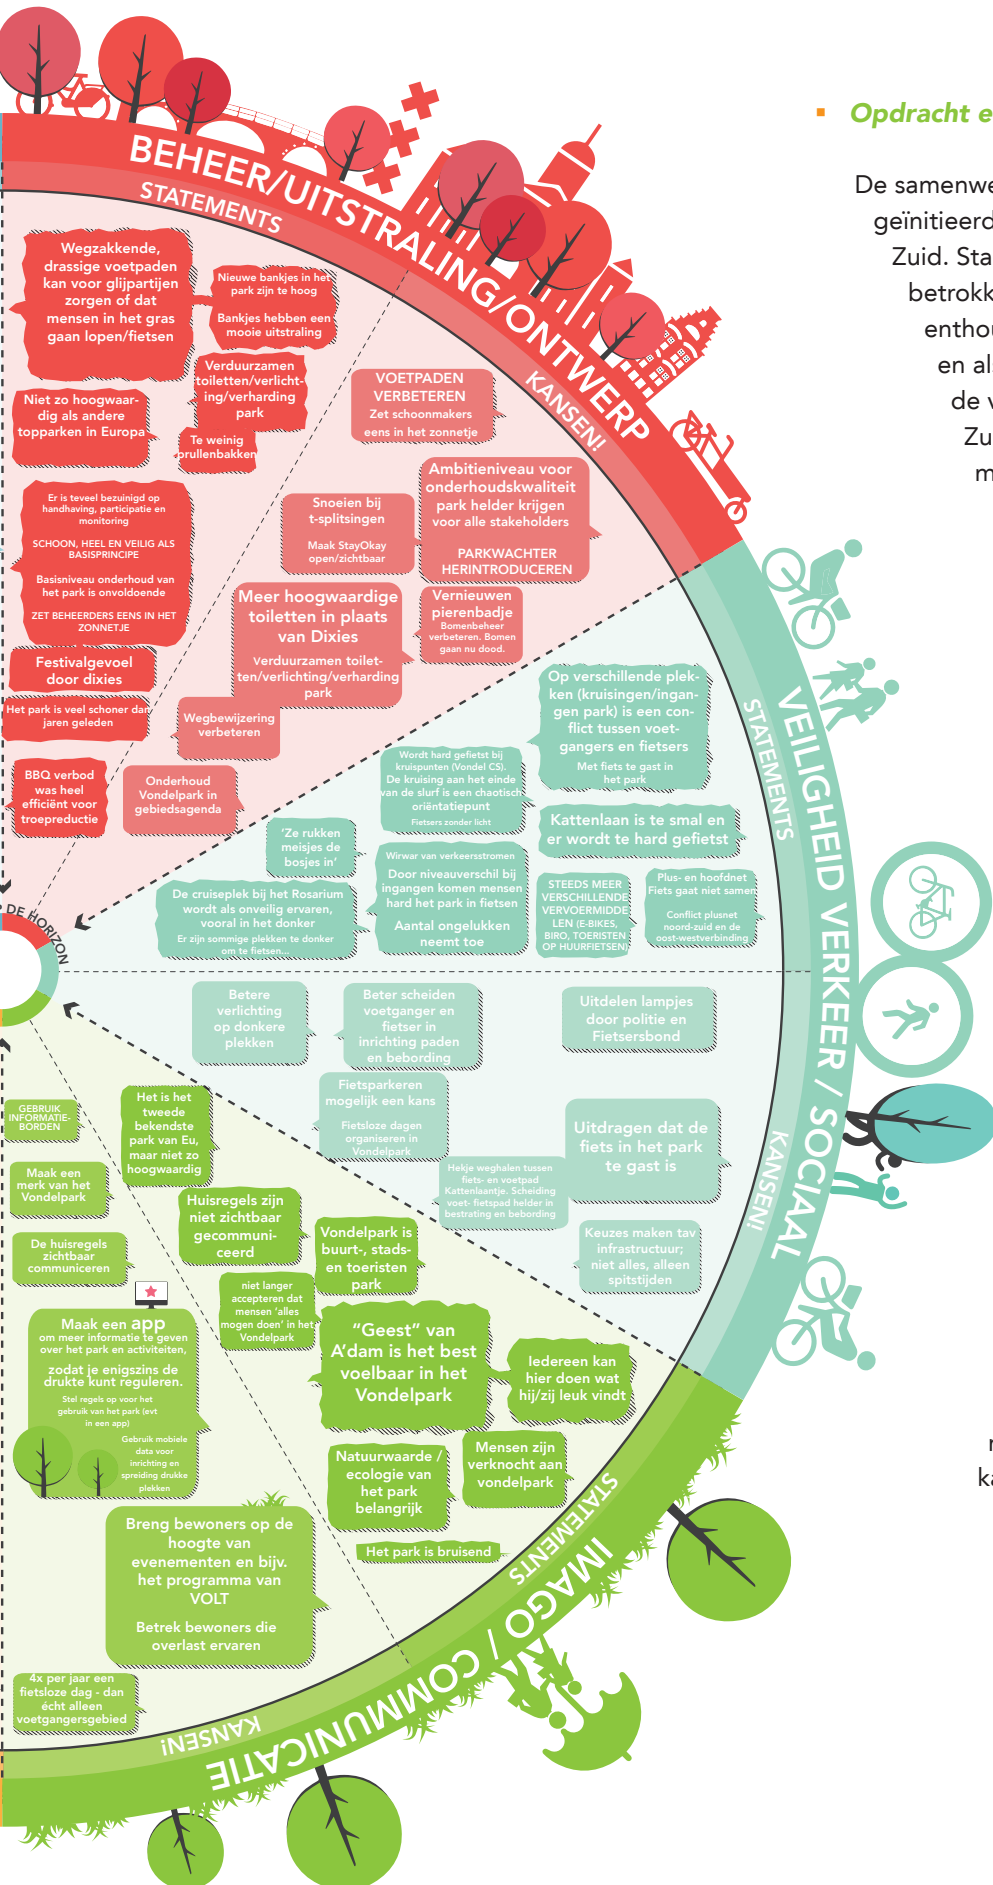 BEHEER/UITSTRALING/ONTWERP
STATEMENTS
KANSEN!
Wegzakkende,
drassige voetpaden
kan voor glijpartijen
zorgen of dat
mensen in het gras
gaan lopen/fietsen
Nieuwe bankjes in het
park zijn te hoog
Bankjes hebben een
mooie uitstraling
Verduurzamen
toiletten/verlicht-
ing/verharding
park
Niet zo hoogwaar-
dig als andere
topparken in Europa
Te weinig
prullenbakken
Er is teveel bezuinigd op
handhaving, participatie en
monitoring
SCHOON, HEEL EN VEILIG ALS
BASISPRINCIPE
Basisniveau onderhoud van
het park is onvoldoende
ZET BEHEERDERS EENS IN HET
ZONNETJE
Festivalgevoel
door dixies
Het park is veel schoner dan
jaren geleden
BBQ verbod
was heel
efficiënt voor
troepreductie
VOETPADEN
VERBETEREN
Zet schoonmakers
eens in het zonnetje
Ambitieniveau voor
onderhoudskwaliteit
park helder krijgen
voor alle stakeholders
PARKWACHTER
HERINTRODUCEREN
Snoeien bij
t-splitsingen
Maak StayOkay
open/zichtbaar
Meer hoogwaardige
toiletten in plaats
van Dixies
Verduurzamen toilet-
ten/verlichting/verharding
park
Vernieuwen
pierenbadje
Bomenbeheer
verbeteren. Bomen
gaan nu dood.
Wegbewijzering
verbeteren
Onderhoud
Vondelpark in
gebiedsagenda
DE HORIZON
VEILIGHEID VERKEER / SOCIAAL
STATEMENTS
KANSEN!
Op verschillende plek-
ken (kruisingen/ingan-
gen park) is een con-
flict tussen voet-
gangers en fietsers
Met fiets te gast in
het park
Wordt hard gefietst bij
kruispunten (Vondel CS).
De kruising aan het einde
van de slurf is een chaotisch
oriëntatiepunt
Fietsers zonder licht
Kattenlaan is te smal en
er wordt te hard gefietst
'Ze rukken
meisjes de
bosjes in'
Wirwar van verkeersstromen
Door niveauverschil bij
ingangen komen mensen
hard het park in fietsen
Aantal ongelukken
neemt toe
De cruiseplek bij het Rosarium
wordt als onveilig ervaren,
vooral in het donker
Er zijn sommige plekken te donker
om te fietsen...
STEEDS MEER
VERSCHILLENDE
VERVOERMIDDE
LEN (E-BIKES,
BIRO, TOERISTEN
OP HUURFIETSEN)
Plus- en hoofdnet
Fiets gaat niet samen
Conflict plusnet
noord-zuid en de
oost-westverbinding
Betere
verlichting
op donkere
plekken
Beter scheiden
voetganger en
fietser in
inrichting paden
en bebording
Uitdelen lampjes
door politie en
Fietsersbond
Fietsparkeren
mogelijk een kans
Fietsloze dagen
organiseren in
Vondelpark
Uitdragen dat de
fiets in het park
te gast is
Hekje weghalen tussen
fiets- en voetpad
Kattenlaantje. Scheiding
voet- fietspad helder in
bestrating en bebording
Keuzes maken tav
infrastructuur;
niet alles, alleen
spitstijden
IMAGO / COMMUNICATIE
STATEMENTS
KANSEN!
GEBRUIK
INFORMATIE-
BORDEN
Het is het
tweede
bekendste
park van Eu,
maar niet zo
hoogwaardig
Maak een
merk van het
Vondelpark
Huisregels zijn
niet zichtbaar
gecommuni-
ceerd
Vondelpark is
buurt-, stads-
en toeristen
park
De huisregels
zichtbaar
communiceren
niet langer
accepteren dat
mensen 'alles
mogen doen' in het
Vondelpark
Maak een app
om meer informatie te geven
over het park en activiteiten,
zodat je enigszins de
drukte kunt reguleren.
Stel regels op voor het
gebruik van het park (evt
in een app)
Gebruik mobiele
data voor
inrichting en
spreiding drukke
plekken
"Geest" van
A'dam is het best
voelbaar in het
Vondelpark
Iedereen kan
hier doen wat
hij/zij leuk vindt
Natuurwaarde /
ecologie van
het park
belangrijk
Mensen zijn
verknocht aan
vondelpark
Het park is bruisend
Breng bewoners op de
hoogte van
evenementen en bijv.
het programma van
VOLT
Betrek bewoners die
overlast ervaren
4x per jaar een
fietsloze dag - dan
écht alleen
voetgangersgebied
Opdracht e
De samenwe
geïnitieerd
Zuid. Sta
betrokk
enthou
en als
de v
Zu
m
ka